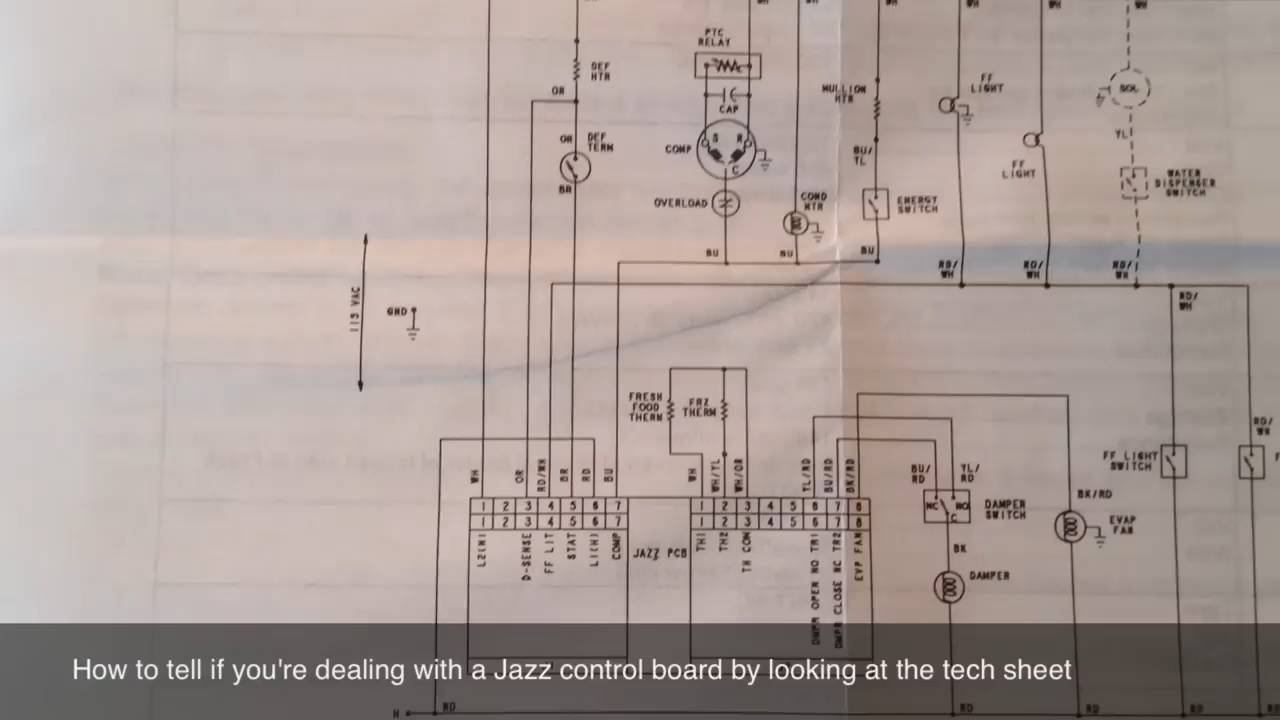 WH
WH
WH
WH
WH
PTC
RELAY
DEF
HTR
OR
CAP
MULLION
HTR
FF
LIGHT
SOL
OR
DEF
TERM
BR
COMP
S
R
C
BU/
YL
FF
LIGHT
YL
WATER
DISPENSER
SWITCH
OVERLOAD
COND
HTR
ENERGY
SWITCH
BU
BU
BU
RD/
WH
RD/
WH
RD/
WH
RD/
WH
115 VAC
GND
FRESH
FOOD
THERM
FRZ
THERM
RD/
WH
WH
OR
RD/WH
BR
RD
BU
WH
WH/YL
WH/OR
YL/RD
BU/RD
BK/RD
BU/
RD
YL/
RD
FF LIGHT
SWITCH
F
BK/RD
1 2 3 4 5 6 7
1 2 3 4 5 6 7
1 2 3 4 5 6 7 8
1 2 3 4 5 6 7 8
NC
NO
C
DAMPER
SWITCH
EVAP
FAN
L2(N)
D-SENSE
FF LIT
STAT
L1(H)
COMP
JAZZ PCB
TH1
TH2
TH COM
DMPR OPEN NO TR1
DMPR CLOSE NC TR2
EVP FAN
BK
DAMPER
How to tell if you're dealing with a Jazz control board by looking at the tech sheet
H
RD
RD
RD
RD